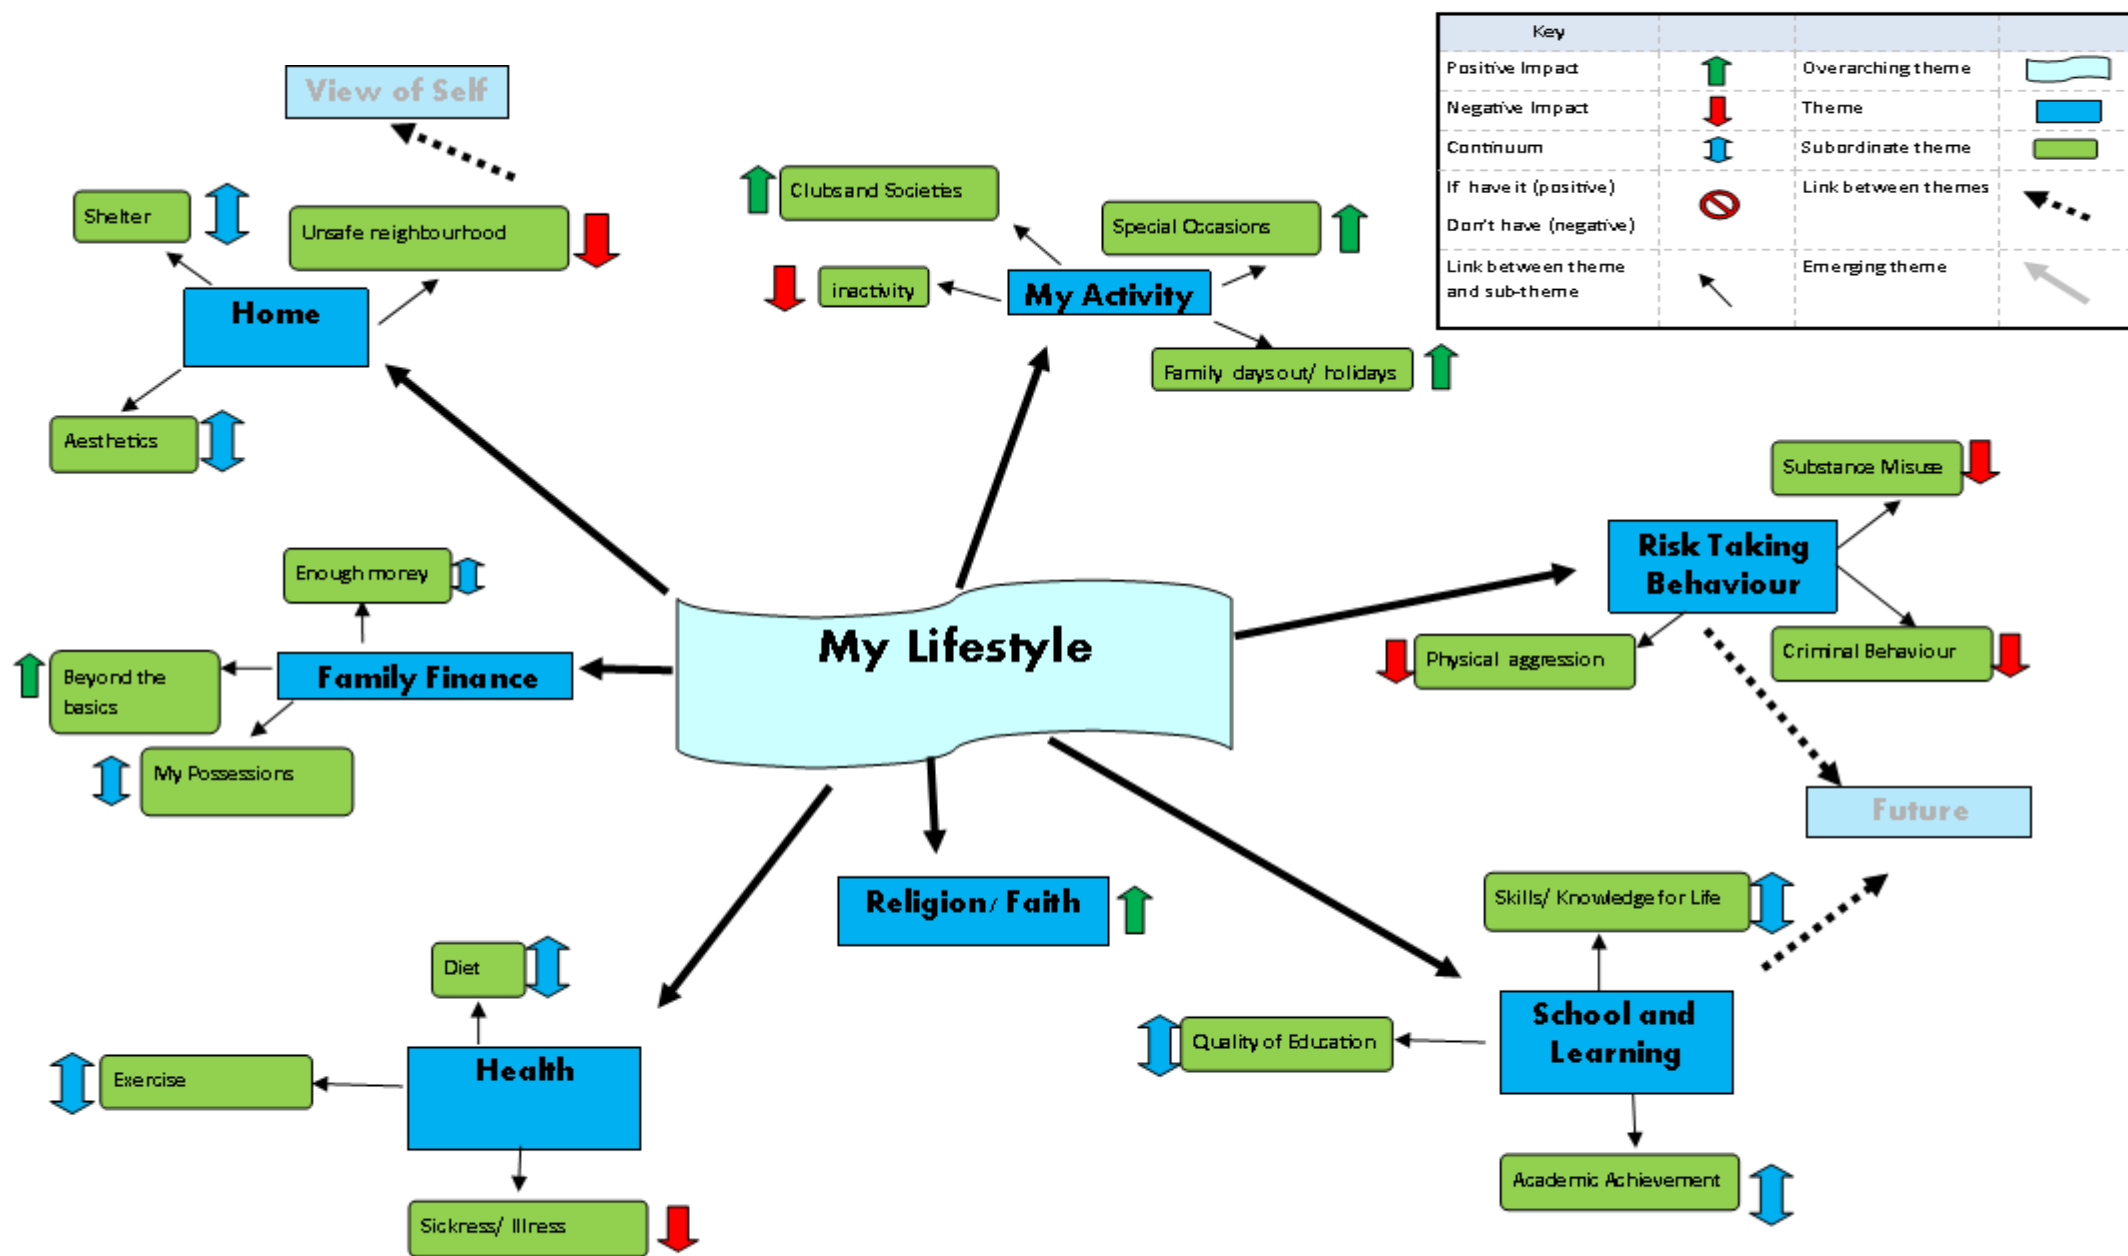 Key
Positive Impact
Overarching theme
Negative Impact
Theme
Continuum
Subordinate theme
If have it (positive)
Don't have (negative)
Link between themes
Link between theme
and sub-theme
Emerging theme
View of Self
Shelter
Unsafe neighbourhood
Home
Aesthetics
Clubs and Societies
Special Occasions
inactivity
My Activity
Family days out/ holidays
Substance Misuse
Risk Taking
Behaviour
Physical aggression
Criminal Behaviour
Enough money
Family Finance
Beyond the
basics
My Possessions
My Lifestyle
Future
Religion/ Faith
Skills/ Knowledge for Life
Quality of Education
School and
Learning
Academic Achievement
Diet
Exercise
Health
Sickness/ Illness